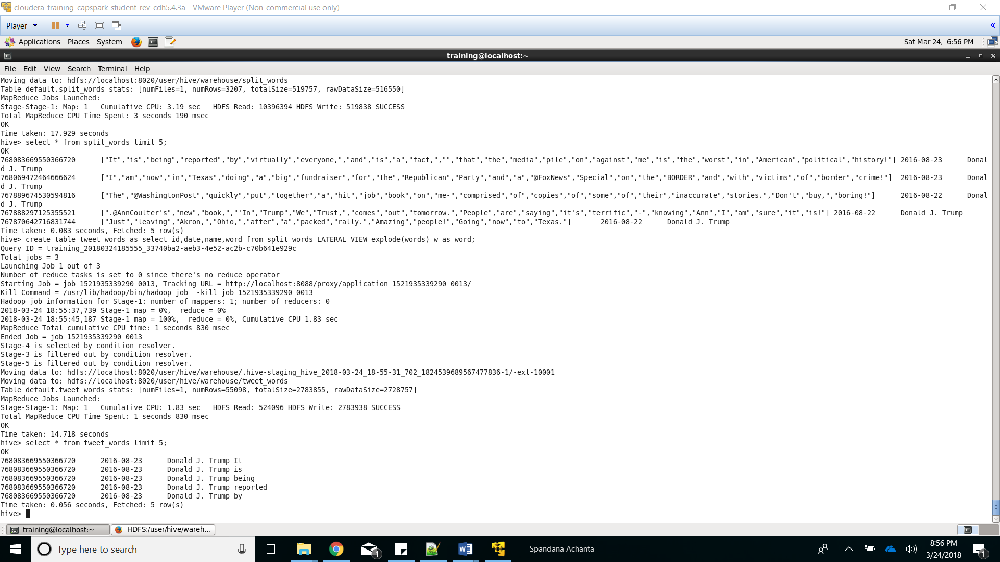 cloudera-training-capspark-student-rev_cdh5.4.3a - VMware Player (Non-commercial use only)
Player
Applications Places System Sat Mar 24, 6:56 PM
training@localhost:~
File Edit View Search Terminal Help
Moving data to: hdfs://localhost:8020/user/hive/warehouse/split_words
Table default.split_words stats: [numFiles=1, numRows=3207, totalSize=519757, rawDataSize=516550]
MapReduce Jobs Launched:
Stage-Stage-1: Map: 1   Cumulative CPU: 3.19 sec   HDFS Read: 10396394 HDFS Write: 519838 SUCCESS
Total MapReduce CPU Time Spent: 3 seconds 190 msec
OK
Time taken: 17.929 seconds
hive> select * from split_words limit 5;
OK
768083669550366720      ["It","is","being","reported","by","virtually","everyone,","and","is","a","fact,","","that","the","media","pile","on","against","me","is","the","worst","in","American","political","history!"] 2016-08-23      Donal
d J. Trump
768069472464666624      ["I","am","now","in","Texas","doing","a","big","fundraiser","for","the","Republican","Party","and","a","@FoxNews","Special","on","the","BORDER","and","with","victims","of","border","crime!"]  2016-08-23      Donal
d J. Trump
767889674530594816      ["The","@WashingtonPost","quickly","put","together","a","hit","job","book","on","me-","comprised","of","copies","of","some","of","their","inaccurate","stories.","Don't","buy,","boring!"]      2016-08-22      Donal
d J. Trump
767888297125355521      [".@AnnCoulter's","new","book,","'In","Trump","We","Trust,","comes","out","tomorrow.","People","are","saying","it's","terrific","-","knowing","Ann","I","am","sure","it","is!"] 2016-08-22      Donald J. Trump
767870642716831744      ["Just","leaving","Akron,","Ohio,","after","a","packed","rally.","Amazing","people!","Going","now","to","Texas."]       2016-08-22      Donald J. Trump
Time taken: 0.083 seconds, Fetched: 5 row(s)
hive> create table tweet_words as select id,date,name,word from split_words LATERAL VIEW explode(words) w as word;
Query ID = training_20180324185555_33740ba2-aeb3-4e52-ac2b-c70b641e929c
Total jobs = 3
Launching Job 1 out of 3
Number of reduce tasks is set to 0 since there's no reduce operator
Starting Job = job_1521935339290_0013, Tracking URL = http://localhost:8088/proxy/application_1521935339290_0013/
Kill Command = /usr/lib/hadoop/bin/hadoop job  -kill job_1521935339290_0013
Hadoop job information for Stage-1: number of mappers: 1; number of reducers: 0
2018-03-24 18:55:37,739 Stage-1 map = 0%,  reduce = 0%
2018-03-24 18:55:45,187 Stage-1 map = 100%,  reduce = 0%, Cumulative CPU 1.83 sec
MapReduce Total cumulative CPU time: 1 seconds 830 msec
Ended Job = job_1521935339290_0013
Stage-4 is selected by condition resolver.
Stage-3 is filtered out by condition resolver.
Stage-5 is filtered out by condition resolver.
Moving data to: hdfs://localhost:8020/user/hive/warehouse/.hive-staging_hive_2018-03-24_18-55-31_702_1824539689567477836-1/-ext-10001
Moving data to: hdfs://localhost:8020/user/hive/warehouse/tweet_words
Table default.tweet_words stats: [numFiles=1, numRows=55098, totalSize=2783855, rawDataSize=2728757]
MapReduce Jobs Launched:
Stage-Stage-1: Map: 1   Cumulative CPU: 1.83 sec   HDFS Read: 524096 HDFS Write: 2783938 SUCCESS
Total MapReduce CPU Time Spent: 1 seconds 830 msec
OK
Time taken: 14.718 seconds
hive> select * from tweet_words limit 5;
OK
768083669550366720      2016-08-23      Donald J. Trump It
768083669550366720      2016-08-23      Donald J. Trump is
768083669550366720      2016-08-23      Donald J. Trump being
768083669550366720      2016-08-23      Donald J. Trump reported
768083669550366720      2016-08-23      Donald J. Trump by
Time taken: 0.056 seconds, Fetched: 5 row(s)
hive>
training@localhost:~ HDFS:/user/hive/wareh...
Type here to search 1 Spandana Achanta 8:56 PM 1
3/24/2018